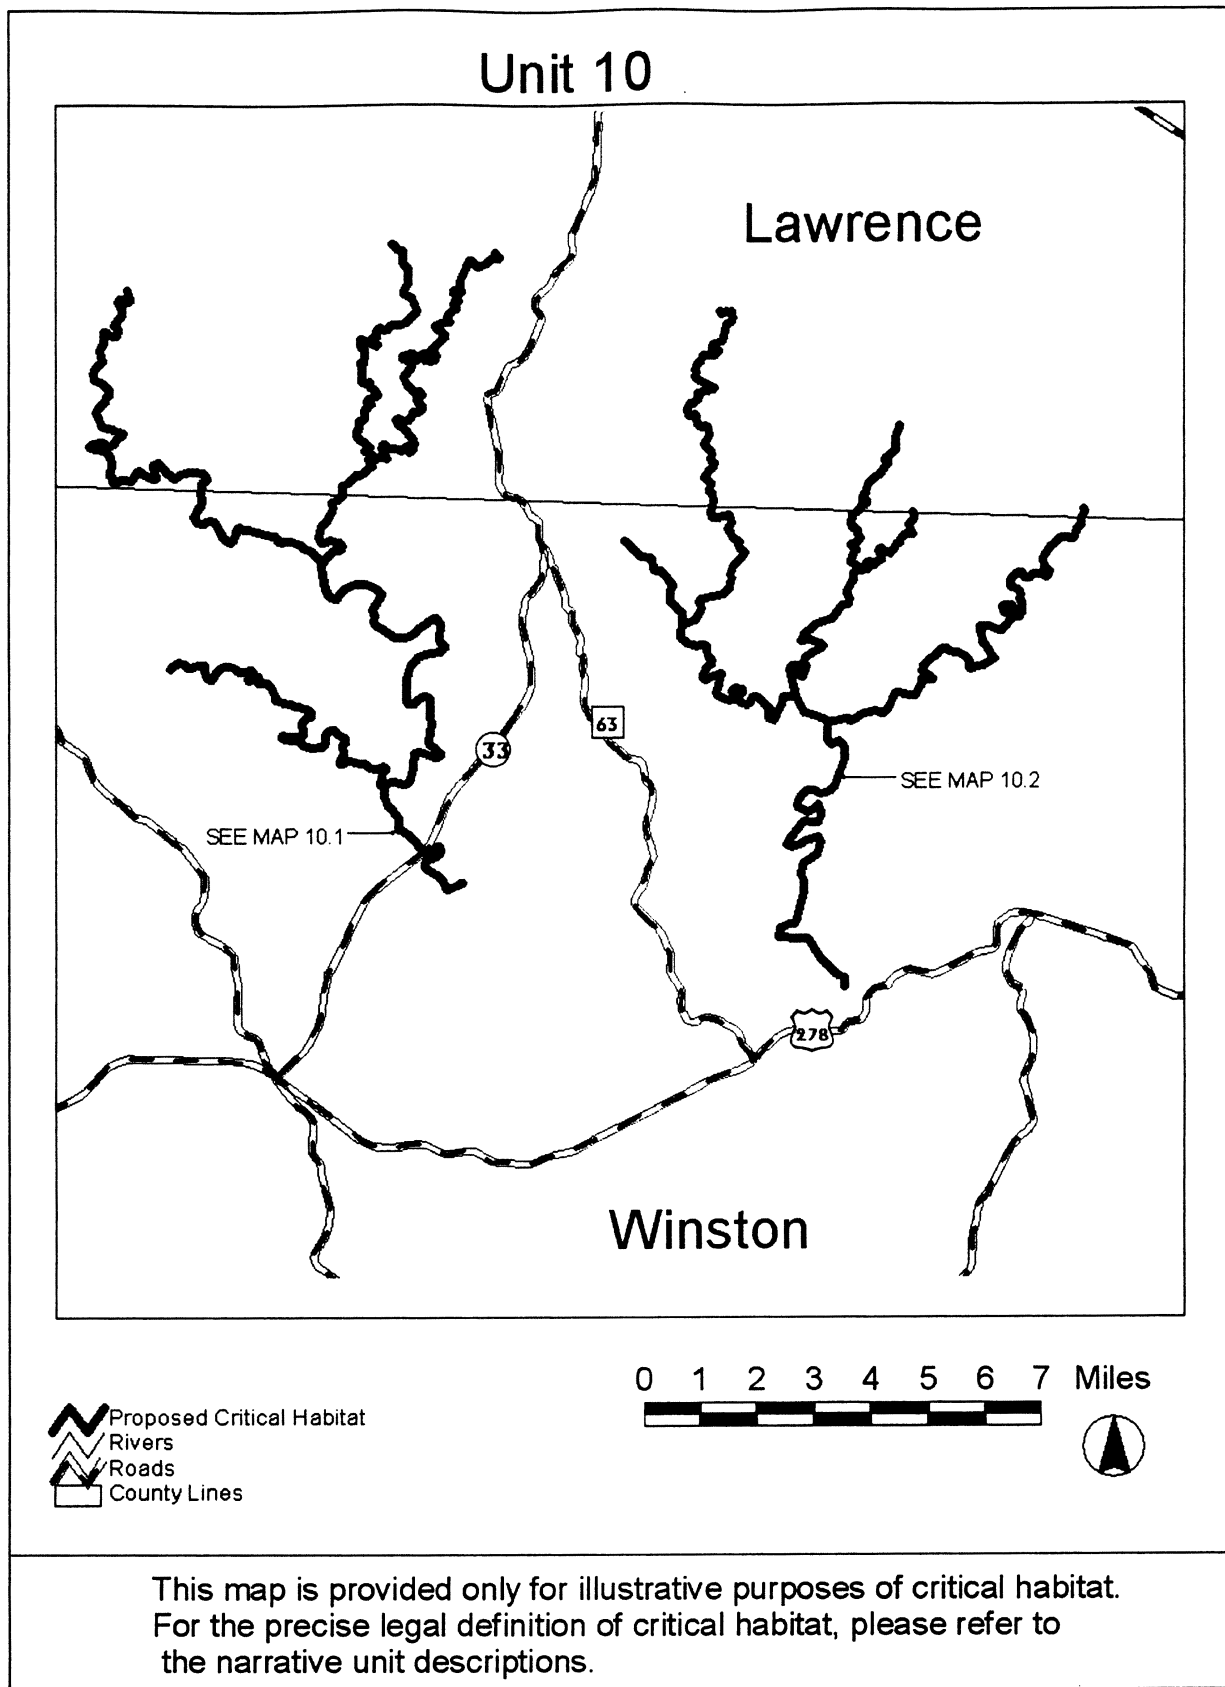 Unit 10
Lawrence
63
33
SEE MAP 10.2
SEE MAP 10.1
278
Winston
0 1 2 3 4 5 6 7 Miles
Proposed Critical Habitat
Rivers
Roads
County Lines
This map is provided only for illustrative purposes of critical habitat.
For the precise legal definition of critical habitat, please refer to
the narrative unit descriptions.